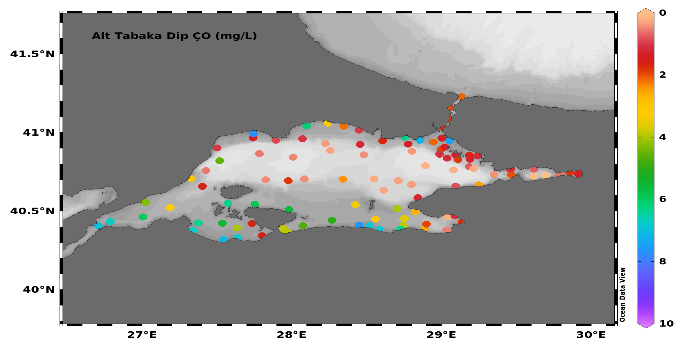 Alt Tabaka Dip ÇO (mg/L)
41.5°N
41°N
40.5°N
40°N
27°E
28°E
29°E
30°E
0
2
4
6
8
10
Ocean Data View